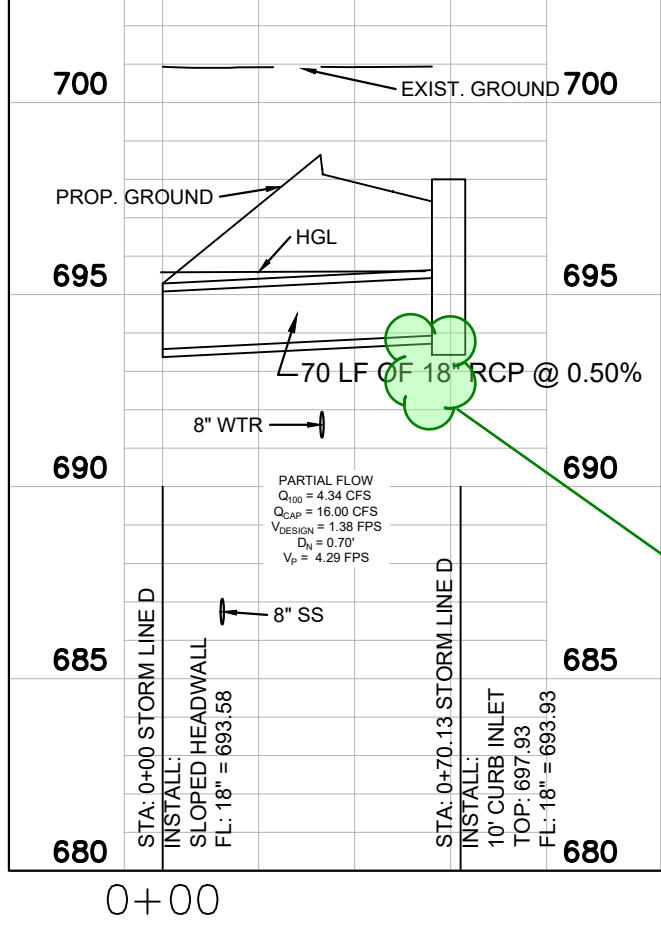 700
EXIST. GROUND
700
PROP. GROUND
HGL
695
695
70 LF OF 18" RCP @ 0.50%
8" WTR
690
690
PARTIAL FLOW
Q100 = 4.34 CFS
QCAP = 16.00 CFS
VDESIGN = 1.38 FPS
DN = 0.70'
VP = 4.29 FPS
8" SS
685
685
STA: 0+00 STORM LINE D
INSTALL:
SLOPED HEADWALL
FL: 18" = 693.58
STA: 0+70.13 STORM LINE D
INSTALL:
10' CURB INLET
TOP: 697.93
FL: 18" = 693.93
680
680
0+00